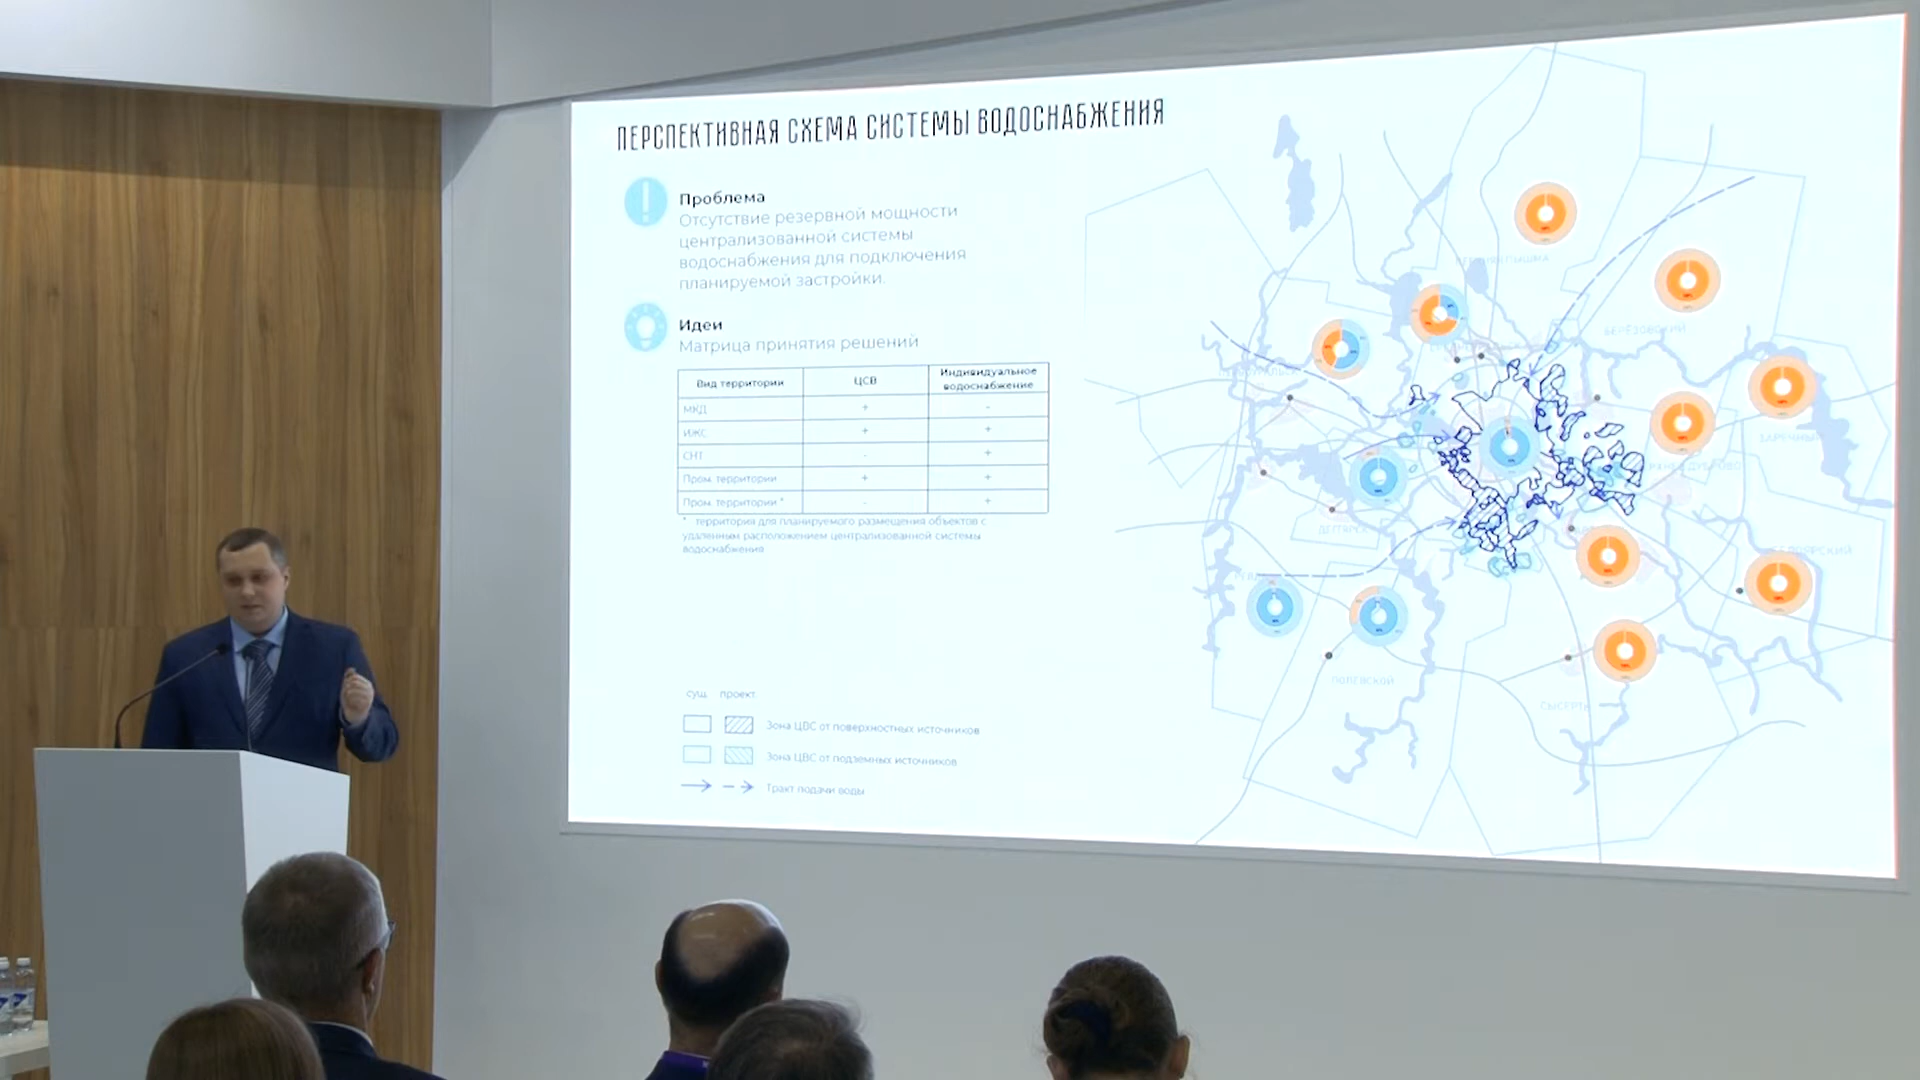 ПЕРСПЕКТИВНАЯ СХЕМА СИСТЕМЫ ВОДОСНАБЖЕНИЯ
Проблема
Отсутствие резервной мощности
централизованной системы
водоснабжения для подключения
планируемой застройки.
Идеи
Матрица принятия решений
Вид территории ЦСВ Индивидуальное
водоснабжение
МКД + -
ИЖС + +
СНТ - +
Пром. территории + +
Пром. территории * - +
* территория для планируемого размещения объектов с
удаленным расположением централизованной системы
водоснабжения
сущ. проект.
Зона ЦВС от поверхностных источников
Зона ЦВС от подземных источников
Тракт подачи воды
БЕРЁЗОВСКИЙ
ЗАРЕЧНЫЙ
ДЕГТЯРСК
ПОЛЕВСКОЙ
СЫСЕРТЬ